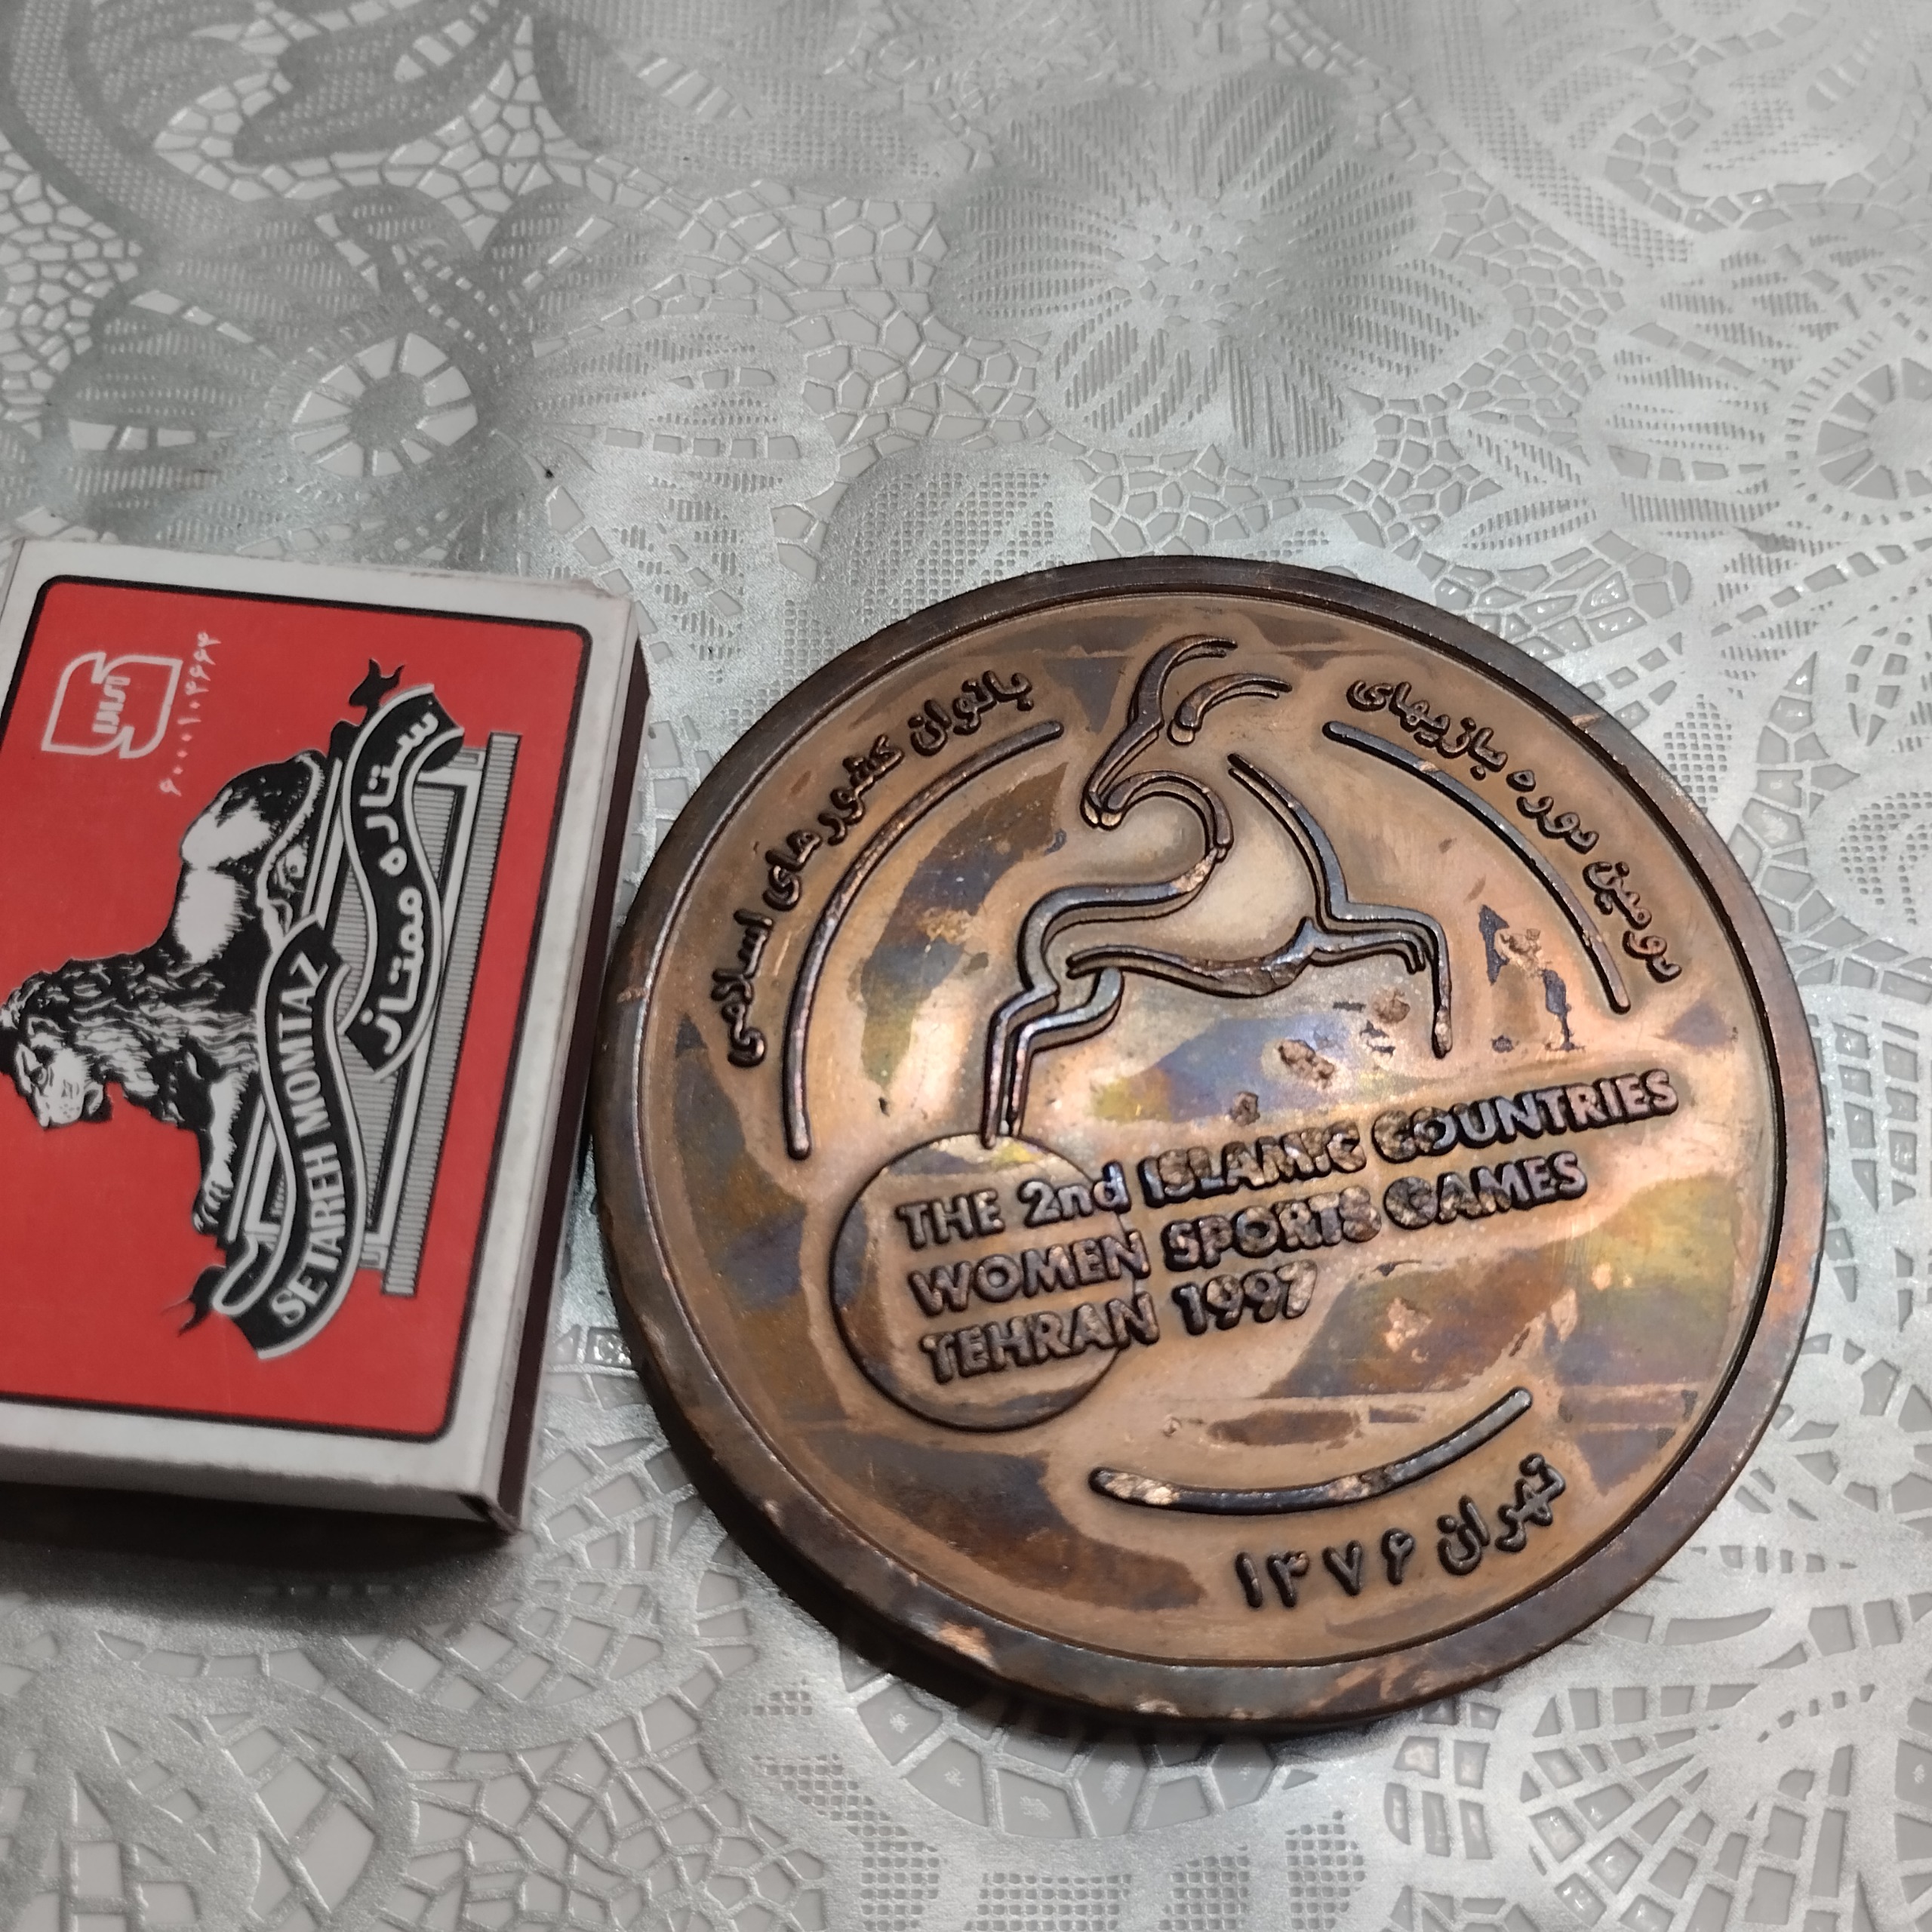 دومین دوره بازیهای
بانوان کشورهای اسلامی
THE 2nd ISLAMIC COUNTRIES
WOMEN SPORTS GAMES
TEHRAN 1997
تهران ۱۳۷۶
ستاره ممتاز
SETAREH MOMTAZ